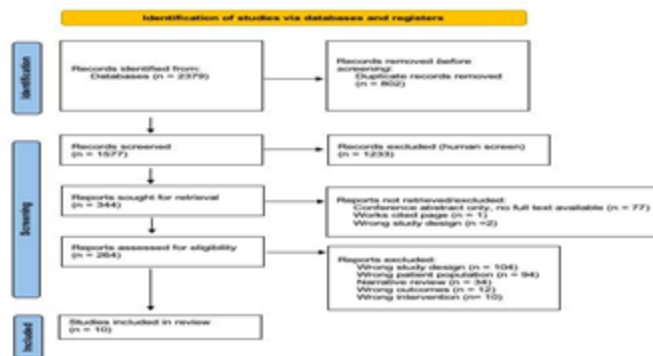 Identification of studies via databases and registers
Identification
Records identified from:
Databases (n = 2379)
Records removed before
screening:
Duplicate records removed
(n = 802)
Screening
Records screened
(n = 1577)
Records excluded (human screen)
(n = 1233)
Reports sought for retrieval
(n = 344)
Reports not retrieved/excluded:
Conference abstract only, no full text available (n = 77)
Works cited page (n = 1)
Wrong study design (n =2)
Reports assessed for eligibility
(n = 264)
Reports excluded:
Wrong study design (n = 104)
Wrong patient population (n = 94)
Narrative review (n = 34)
Wrong outcomes (n = 12)
Wrong intervention (n= 10)
Included
Studies included in review
(n = 10)